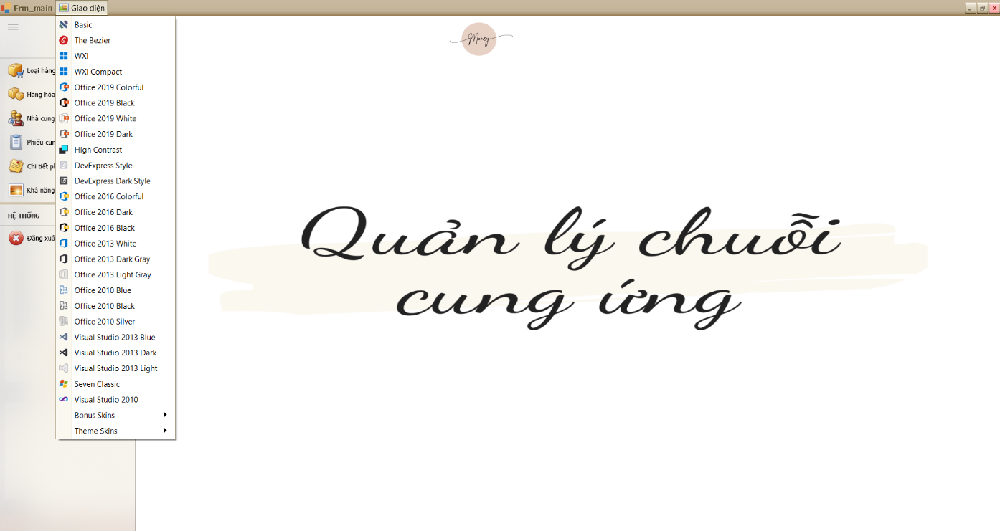 Frm_main
Giao diện
Basic
The Bezier
WXI
WXI Compact
Office 2019 Colorful
Office 2019 Black
Office 2019 White
Office 2019 Dark
High Contrast
DevExpress Style
DevExpress Dark Style
Office 2016 Colorful
Office 2016 Dark
Office 2016 Black
Office 2013 White
Office 2013 Dark Gray
Office 2013 Light Gray
Office 2010 Blue
Office 2010 Black
Office 2010 Silver
Visual Studio 2013 Blue
Visual Studio 2013 Dark
Visual Studio 2013 Light
Seven Classic
Visual Studio 2010
Bonus Skins
Theme Skins
Loại hàng
Hàng hóa
Nhà cung
Phiếu
Chi tiết
Khả năng
HỆ THỐNG
Đăng
Money
Quản lý chuỗi
cung ứng